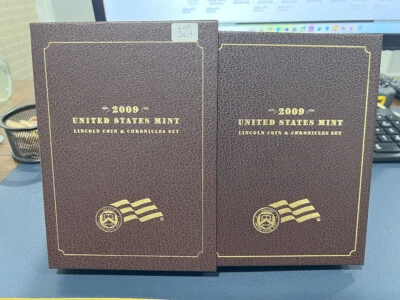 2009
UNITED STATES MINT
LINCOLN COIN & CHRONICLES SET
2009
UNITED STATES MINT
LINCOLN COIN & CHRONICLES SET